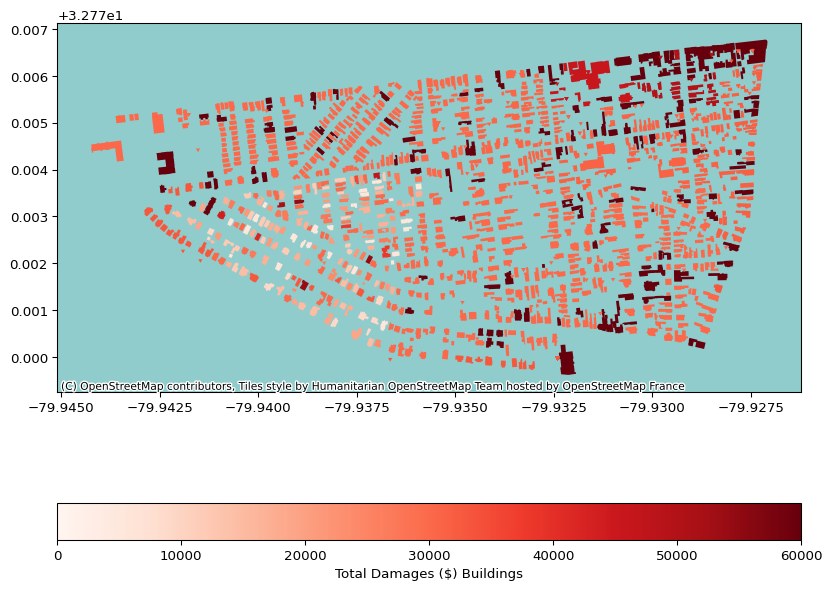 +3.277e1
0.007
0.006
0.005
0.004
0.003
0.002
0.001
0.000
(C) OpenStreetMap contributors, Tiles style by Humanitarian OpenStreetMap Team hosted by OpenStreetMap France
−79.9450 −79.9425 −79.9400 −79.9375 −79.9350 −79.9325 −79.9300 −79.9275
0 10000 20000 30000 40000 50000 60000
Total Damages ($) Buildings